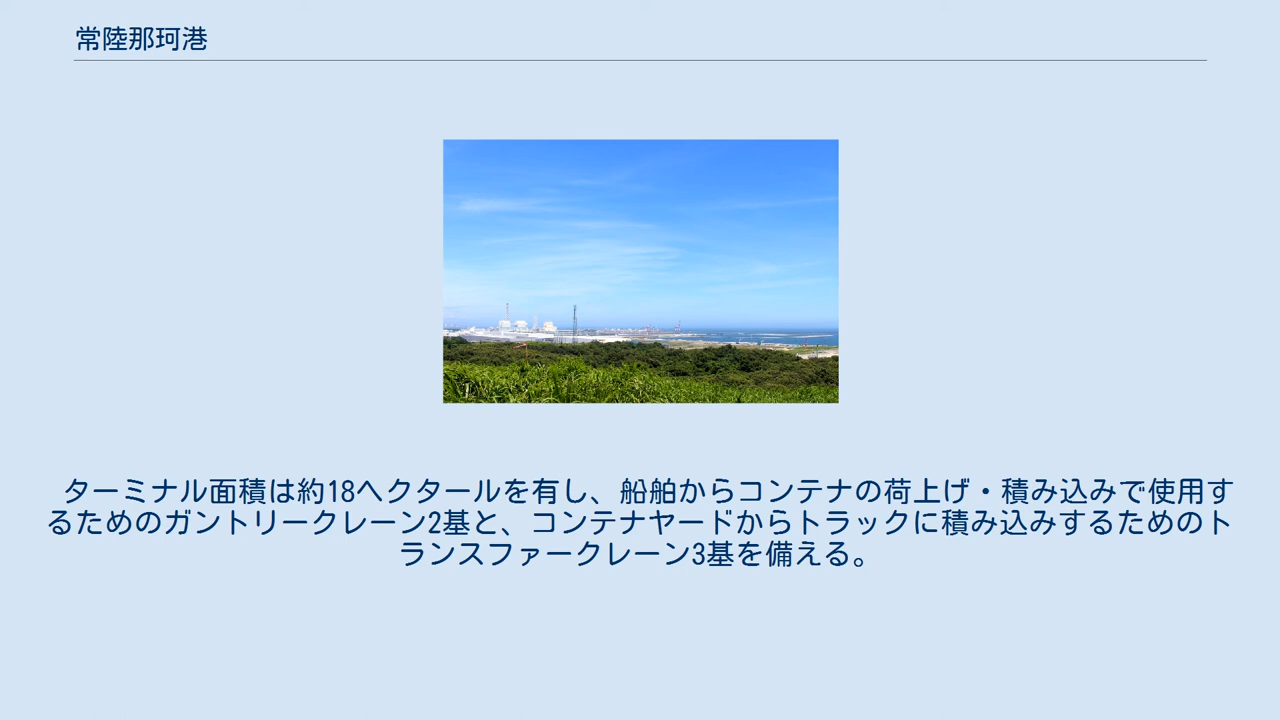 常陸那珂港
ターミナル面積は約18ヘクタールを有し、船舶からコンテナの荷上げ・積み込みで使用す
るためのガントリークレーン2基と、コンテナヤードからトラックに積み込みするためのト
ランスファークレーン3基を備える。